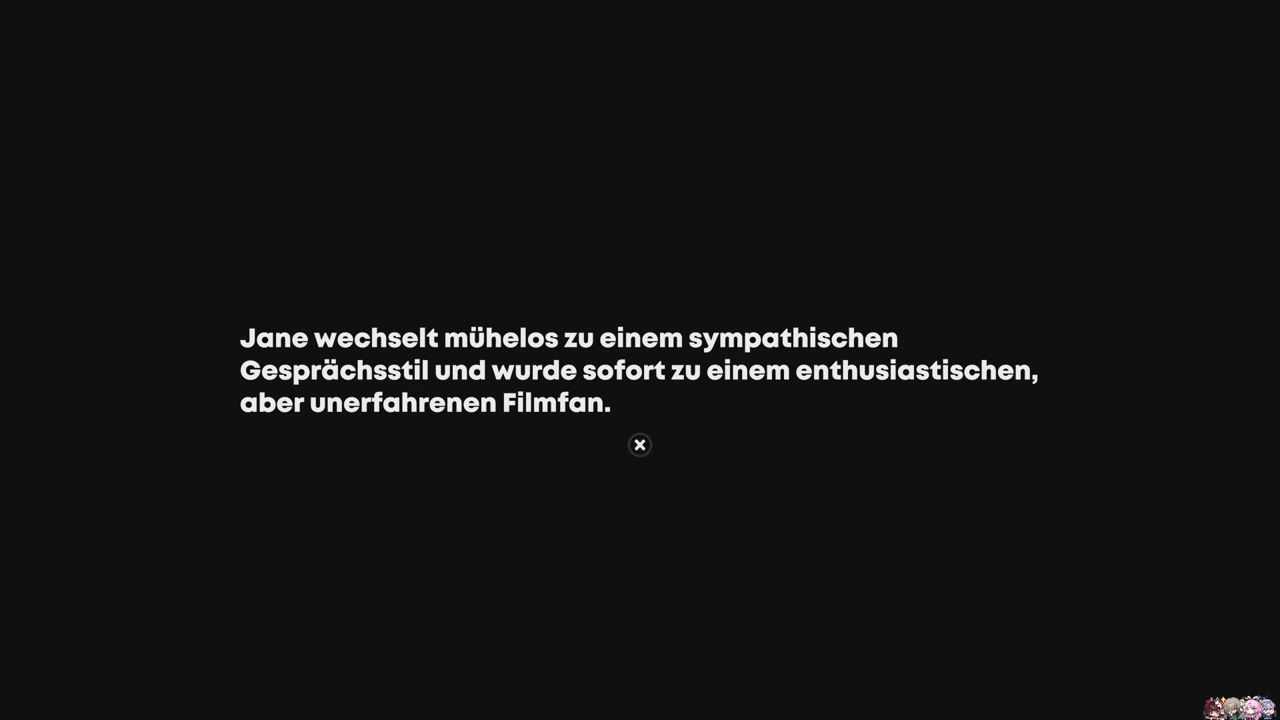 Jane wechselt mühelos zu einem sympathischen
Gesprächsstil und wurde sofort zu einem enthusiastischen,
aber unerfahrenen Filmfan.